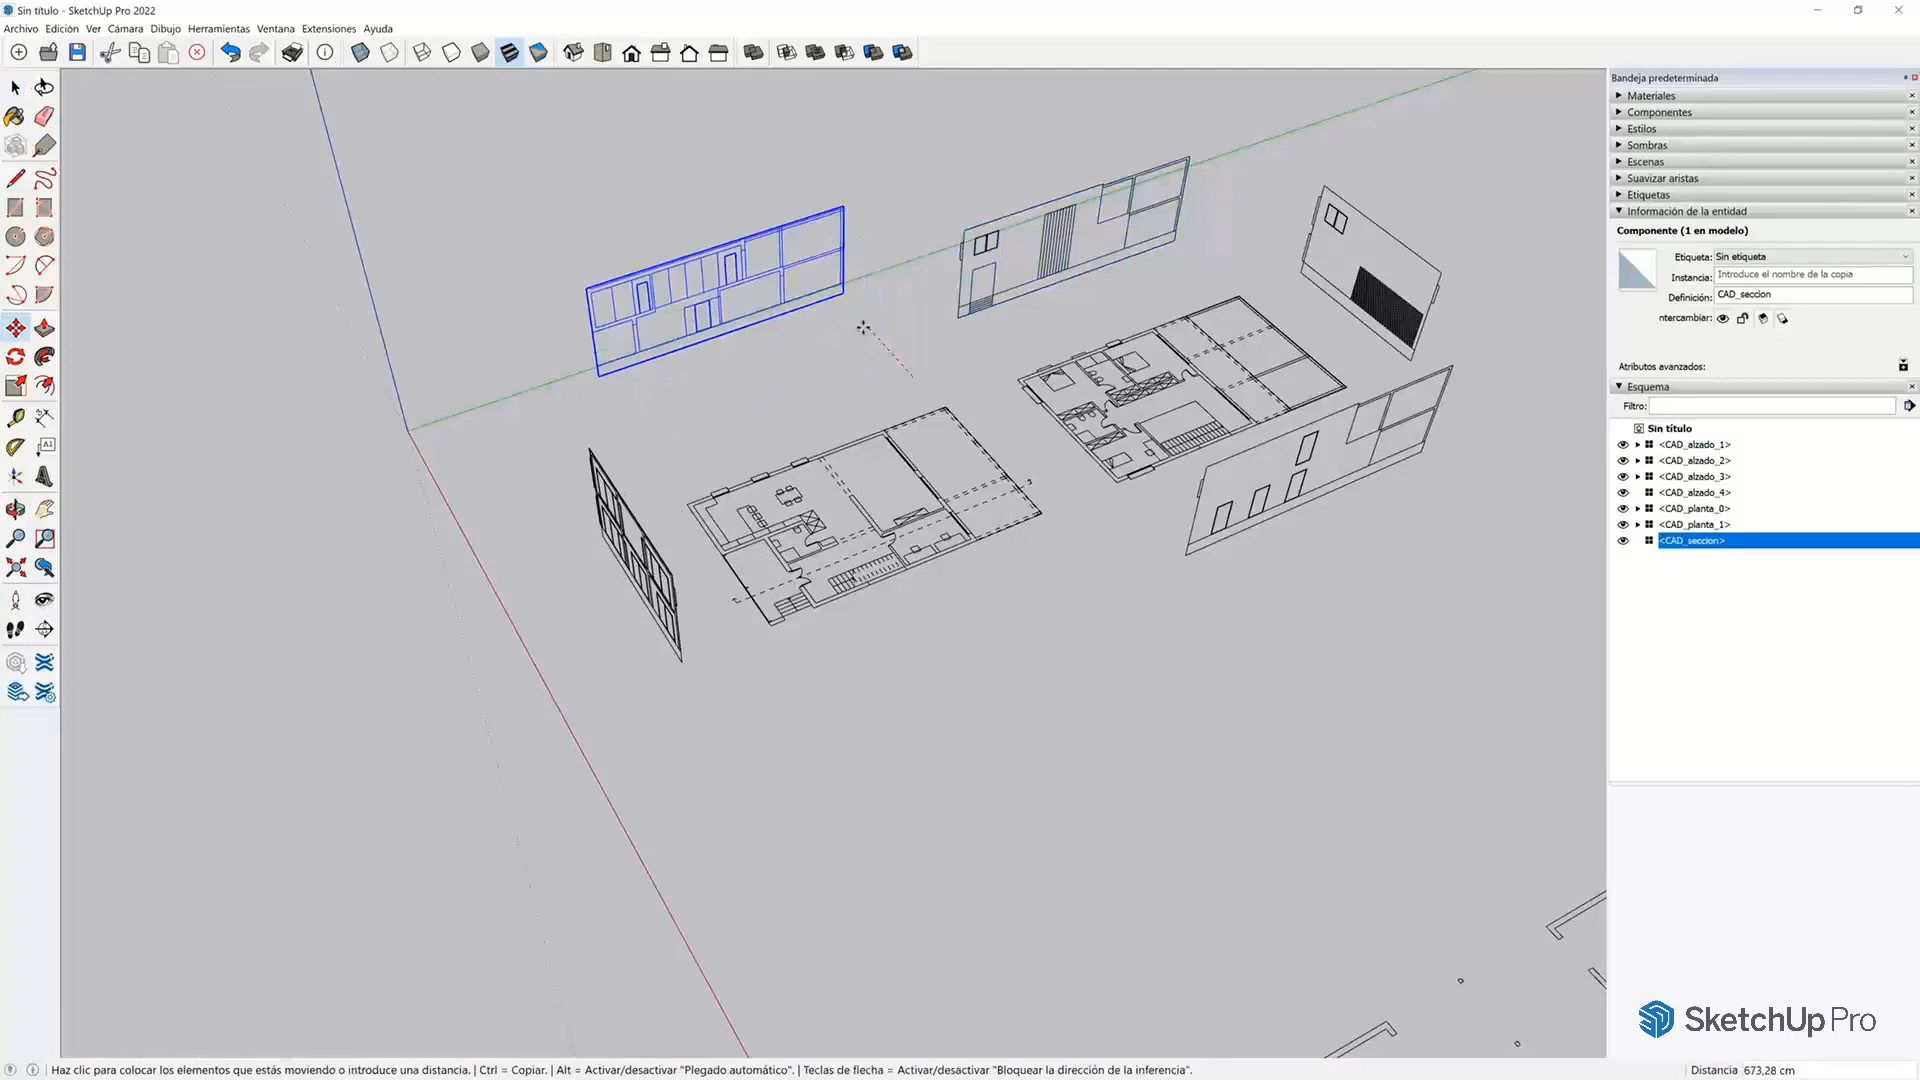 Sin título - SketchUp Pro 2022
Archivo Edición Ver Cámara Dibujo Herramientas Ventana Extensiones Ayuda
Bandeja predeterminada
Materiales
Componentes
Estilos
Sombras
Escenas
Suavizar aristas
Etiquetas
Información de la entidad
Componente (1 en modelo)
Etiqueta: Sin etiqueta
Instancia: Introduce el nombre de la copia
Definición: CAD_seccion
ntercambiar:
Atributos avanzados:
Esquema
Filtro:
Sin título
<CAD_alzado_1>
<CAD_alzado_2>
<CAD_alzado_3>
<CAD_alzado_4>
<CAD_planta_0>
<CAD_planta_1>
<CAD_seccion>
A1
SketchUp Pro
Haz clic para colocar los elementos que estás moviendo o introduce una distancia. | Ctrl = Copiar. | Alt = Activar/desactivar "Plegado automático". | Teclas de flecha = Activar/desactivar "Bloquear la dirección de la inferencia".
Distancia 673,28 cm